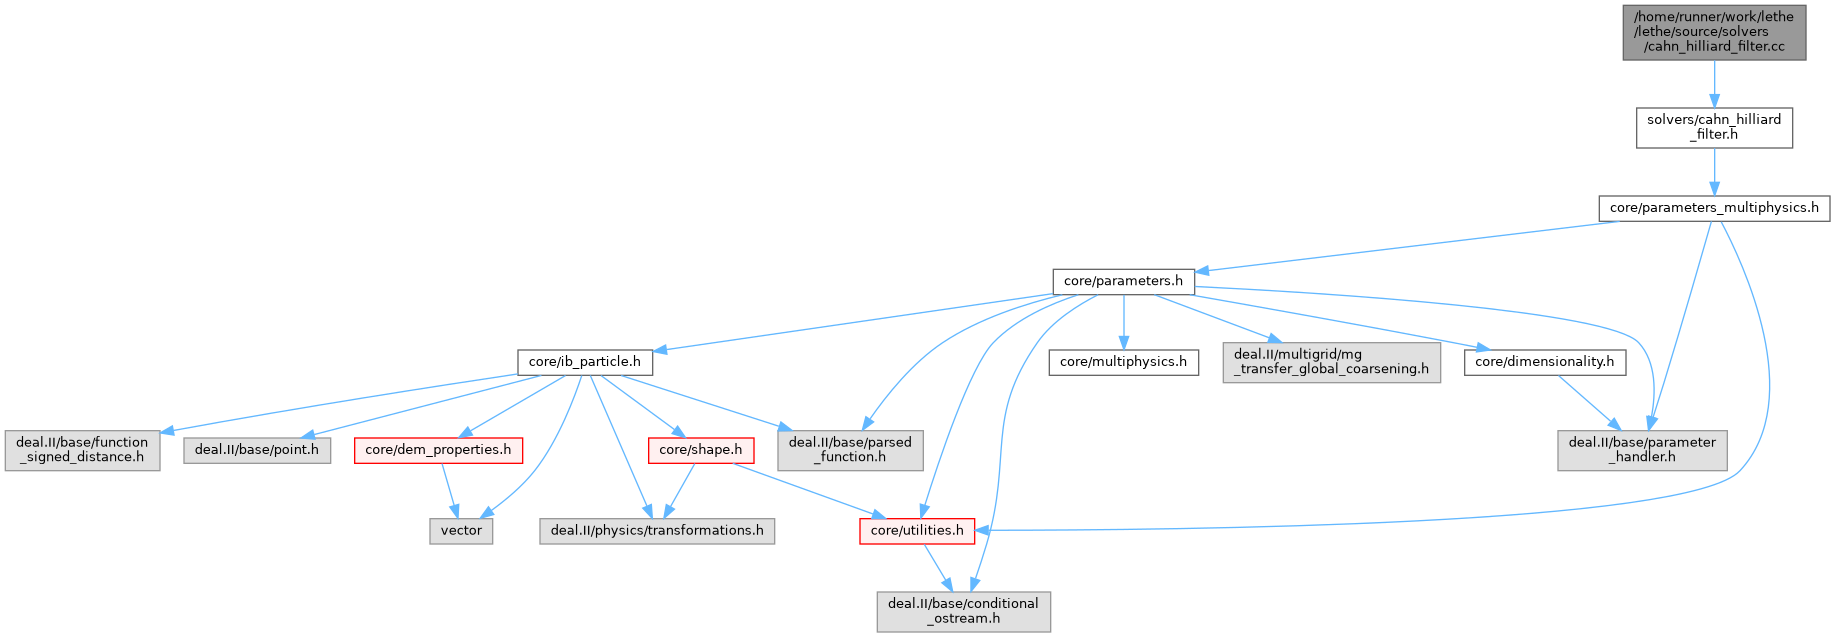 /home/runner/work/lethe
/lethe/source/solvers
/cahn_hilliard_filter.cc
solvers/cahn_hilliard
_filter.h
core/parameters_multiphysics.h
core/parameters.h
core/ib_particle.h
core/multiphysics.h
deal.II/multigrid/mg
_transfer_global_coarsening.h
core/dimensionality.h
deal.II/base/function
_signed_distance.h
deal.II/base/point.h
core/dem_properties.h
core/shape.h
deal.II/base/parsed
_function.h
deal.II/base/parameter
_handler.h
vector
deal.II/physics/transformations.h
core/utilities.h
deal.II/base/conditional
_ostream.h